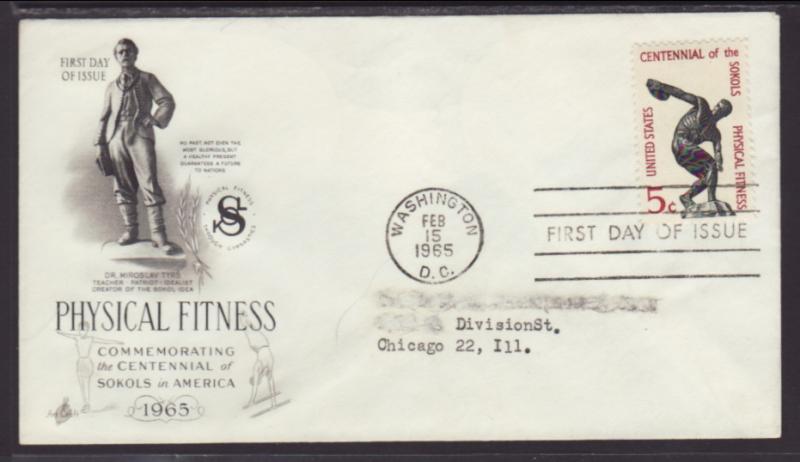 FIRST DAY
OF ISSUE
NO PAST, NOT EVEN THE
MOST GLORIOUS, BUT
A HEALTHY PRESENT
GUARANTEES A FUTURE
TO NATIONS
PHYSICAL FITNESS
THROUGH GYMNASTICS
S
DR. MIROSLAV TYRS
TEACHER - PATRIOT - IDEALIST
CREATOR OF THE SOKOL IDEA
PHYSICAL FITNESS
COMMEMORATING
the CENTENNIAL of
SOKOLS in AMERICA
1965
ArtCraft
CENTENNIAL of the
SOKOLS
UNITED STATES
PHYSICAL FITNESS
5¢
WASHINGTON
FEB
15
1965
D.C.
FIRST DAY OF ISSUE
DivisionSt.
Chicago 22, Ill.